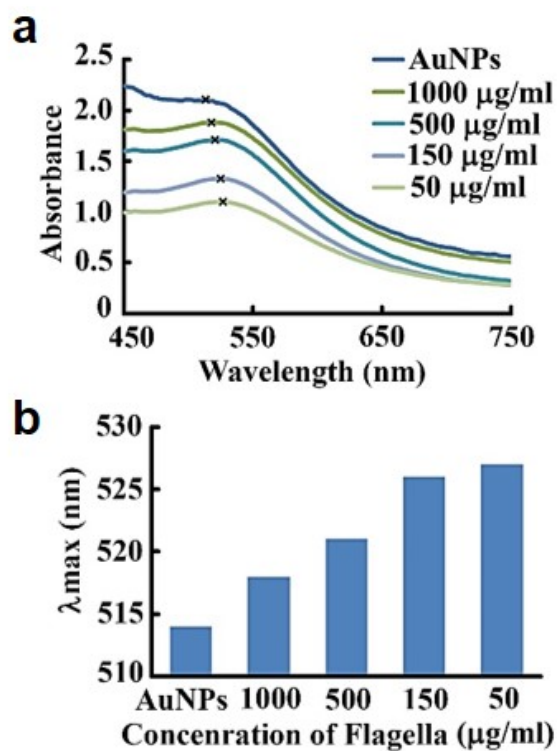 a
2.5
2.0
1.5
1.0
0.5
0
Absorbance
AuNPs
1000 µg/ml
500 µg/ml
150 µg/ml
50 µg/ml
450 550 650 750
Wavelength (nm)
b
530
525
520
515
510
λmax (nm)
AuNPs 1000 500 150 50
Concenration of Flagella (µg/ml)